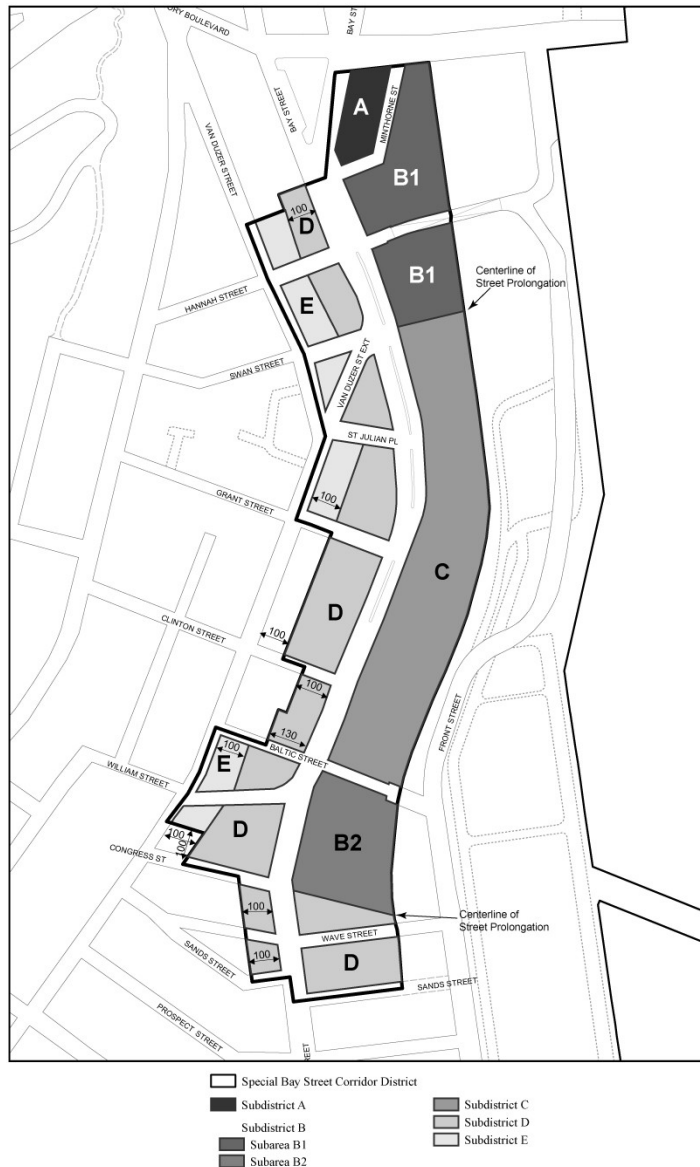 ORY BOULEVARD
BAY ST
BAY STREET
VAN DUZER STREET
A
MINTHORNE ST
B1
100
D
B1
Centerline of
Street Prolongation
HANNAH STREET
E
SWAN STREET
VAN DUZER ST EXT
ST JULIAN PL
100
GRANT STREET
C
D
CLINTON STREET
100
100
130
BALTIC STREET
FRONT STREET
WILLIAM STREET
100
E
100
100
D
B2
CONGRESS ST
100
Centerline of
Street Prolongation
WAVE STREET
SANDS STREET
100
D
SANDS STREET
PROSPECT STREET
Special Bay Street Corridor District
Subdistrict A
Subdistrict B
Subarea B1
Subarea B2
Subdistrict C
Subdistrict D
Subdistrict E